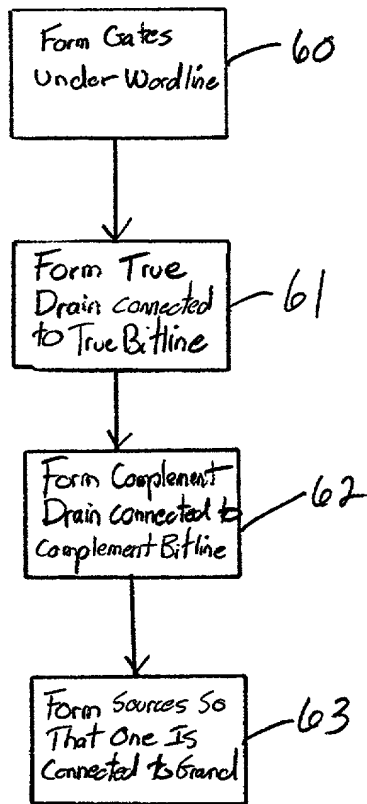 Form Gates
Under Wordline
60
Form True
Drain connected
to True Bitline
61
Form Complement
Drain connected to
Complement Bitline
62
Form Sources So
That One Is
Connected to Ground
63